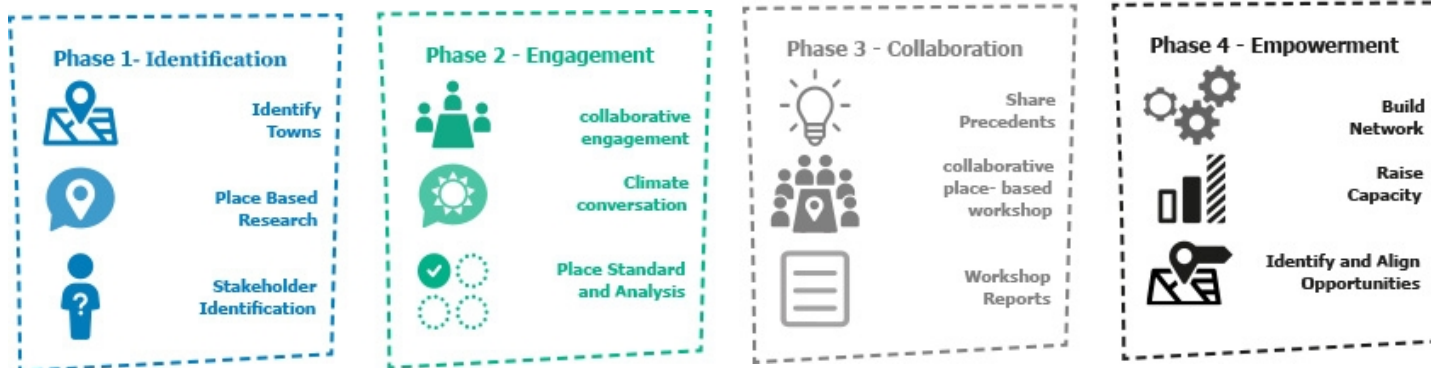 Phase 1- Identification
Identify
Towns
Place Based
Research
?
Stakeholder
Identification
Phase 2 - Engagement
collaborative
engagement
Climate
conversation
Place Standard
and Analysis
Phase 3 - Collaboration
Share
Precedents
collaborative
place- based
workshop
Workshop
Reports
Phase 4 - Empowerment
Build
Network
Raise
Capacity
Identify and Align
Opportunities